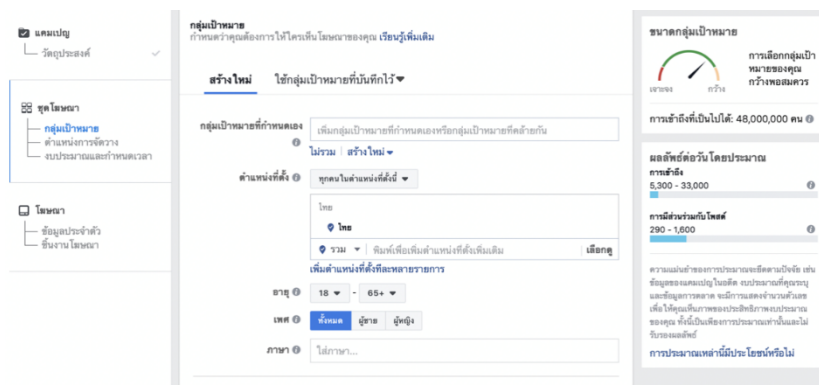 แคมเปญ
วัตถุประสงค์
ชุดโฆษณา
กลุ่มเป้าหมาย
ตำแหน่งการจัดวาง
งบประมาณและกำหนดเวลา
โฆษณา
ข้อมูลประจำตัว
ชิ้นงานโฆษณา
กลุ่มเป้าหมาย
กำหนดว่าคุณต้องการให้ใครเห็นโฆษณาของคุณ เรียนรู้เพิ่มเติม
สร้างใหม่ ใช้กลุ่มเป้าหมายที่บันทึกไว้
กลุ่มเป้าหมายที่กำหนดเอง
เพิ่มกลุ่มเป้าหมายที่กำหนดเองหรือกลุ่มเป้าหมายที่คล้ายกัน
ไม่รวม | สร้างใหม่
ตำแหน่งที่ตั้ง ทุกคนในตำแหน่งที่ตั้งนี้
ไทย
ไทย
รวม พิมพ์เพื่อเพิ่มตำแหน่งที่ตั้งเพิ่มเติม เลือกดู
เพิ่มตำแหน่งที่ตั้งทีละหลายรายการ
อายุ 18 - 65+
เพศ ทั้งหมด ผู้ชาย ผู้หญิง
ภาษา ใส่ภาษา...
ขนาดกลุ่มเป้าหมาย
การเลือกกลุ่มเป้า
หมายของคุณ
กว้างพอสมควร
เจาะจง กว้าง
การเข้าถึงที่เป็นไปได้: 48,000,000 คน
ผลลัพธ์ต่อวันโดยประมาณ
การเข้าถึง
5,300 - 33,000
การมีส่วนร่วมกับโพสต์
290 - 1,600
ความแม่นยำของการประมาณจะยึดตามปัจจัย เช่น
ข้อมูลของแคมเปญในอดีต งบประมาณที่คุณระบุ
และข้อมูลการตลาด จะมีการแสดงจำนวนตัวเลข
เพื่อให้คุณเห็นภาพของประสิทธิภาพงบประมาณ
ของคุณ ทั้งนี้เป็นเพียงการประมาณเท่านั้นและไม่
รับรองผลลัพธ์
การประมาณเหล่านี้มีประโยชน์หรือไม่